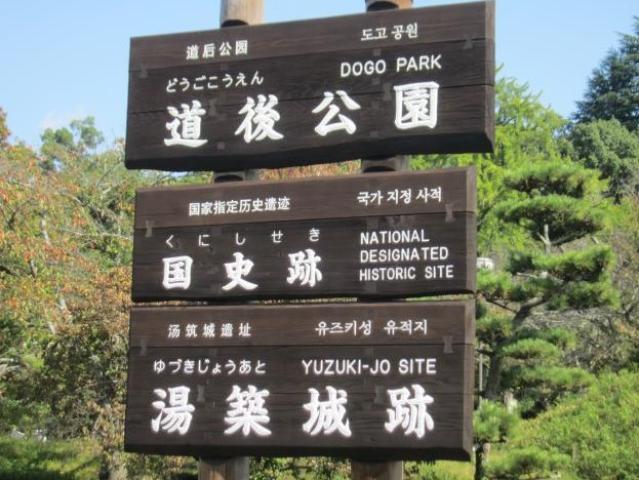 道后公园 도고 공원
どうごこうえん DOGO PARK
道後公園
国家指定历史遗迹 국가 지정 사적
くにしせき NATIONAL
DESIGNATED
国史跡 HISTORIC SITE
汤筑城遗址 유즈키성 유적지
ゆづきじょうあと YUZUKI-JO SITE
湯築城跡